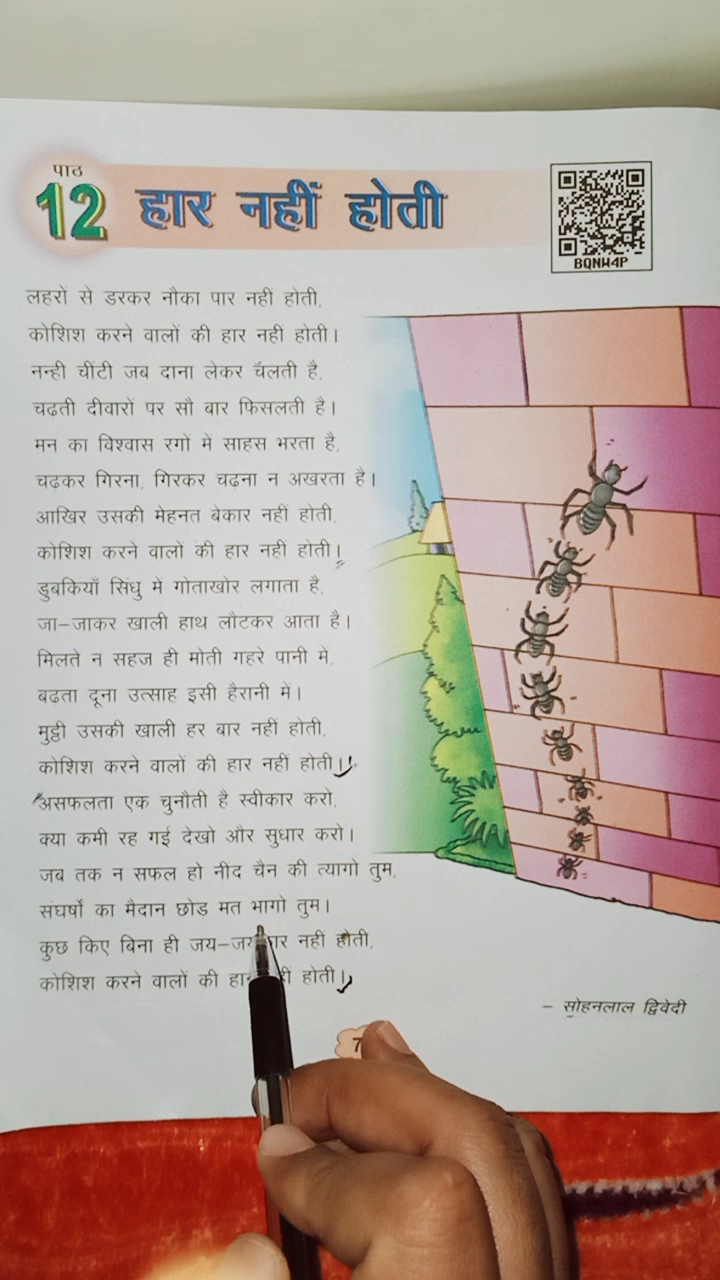 पाठ
12 हार नहीं होती
BQNW4P
लहरों से डरकर नौका पार नहीं होती,
कोशिश करने वालों की हार नहीं होती।
नन्ही चींटी जब दाना लेकर चलती है,
चढ़ती दीवारों पर सौ बार फिसलती है।
मन का विश्वास रगों में साहस भरता है,
चढ़कर गिरना, गिरकर चढ़ना न अखरता है।
आखिर उसकी मेहनत बेकार नहीं होती,
कोशिश करने वालों की हार नहीं होती।
डुबकियाँ सिंधु में गोताखोर लगाता है,
जा-जाकर खाली हाथ लौटकर आता है।
मिलते न सहज ही मोती गहरे पानी में,
बढ़ता दूना उत्साह इसी हैरानी में।
मुट्ठी उसकी खाली हर बार नहीं होती,
कोशिश करने वालों की हार नहीं होती।
असफलता एक चुनौती है स्वीकार करो,
क्या कमी रह गई देखो और सुधार करो।
जब तक न सफल हो नींद चैन की त्यागो तुम,
संघर्षों का मैदान छोड़ मत भागो तुम।
कुछ किए बिना ही नहीं होती,
कोशिश करने वालों की होती।
– सोहनलाल द्विवेदी